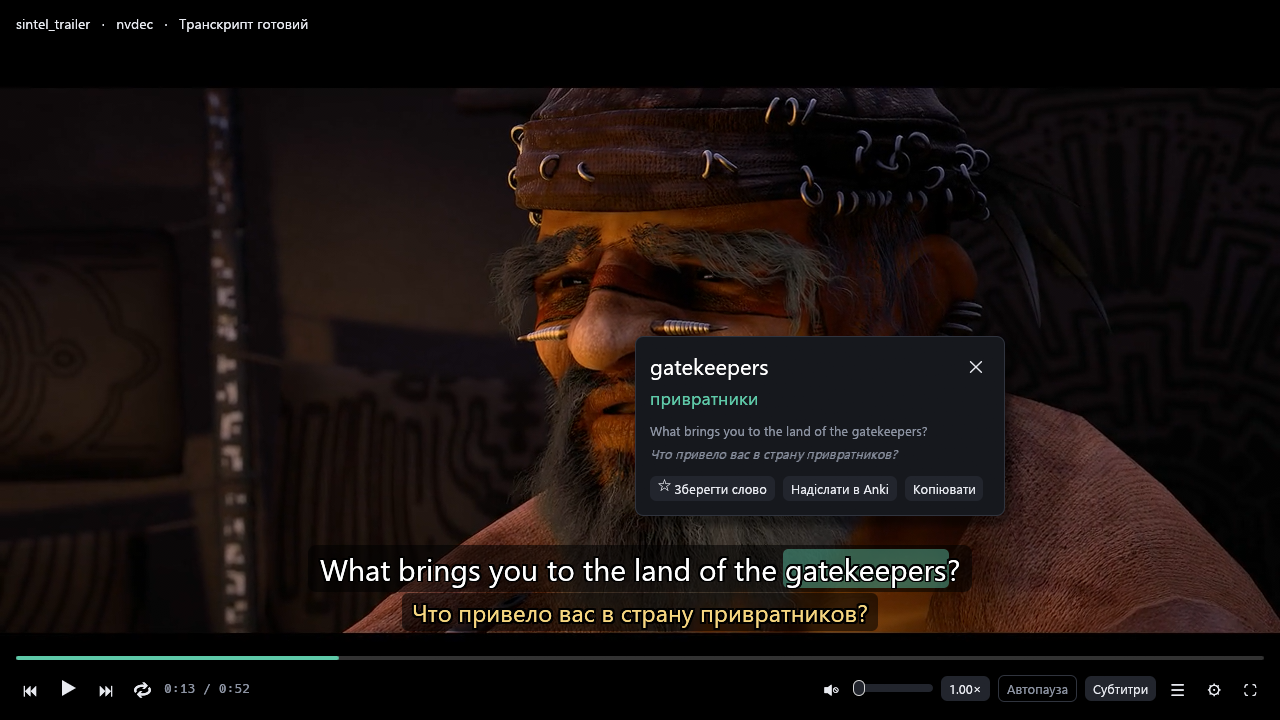 sintel_trailer · nvdec · Транскрипт готовий
gatekeepers
привратники
What brings you to the land of the gatekeepers?
Что привело вас в страну привратников?
Зберегти слово Надіслати в Anki Копіювати
What brings you to the land of the gatekeepers?
Что привело вас в страну привратников?
0:13 / 0:52 1.00× Автопауза Субтитри